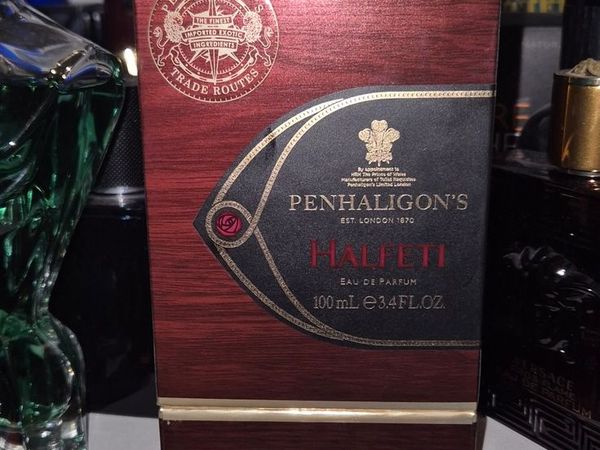 THE FINEST
IMPORTED EXOTIC
INGREDIENTS
TRADE ROUTES
By Appointment to
HRH The Prince of Wales
Manufacturers of Toilet Requisites
Penhaligon's Limited London
PENHALIGON'S
EST. LONDON 1870
HALFETI
EAU DE PARFUM
100 mL ℮ 3.4 FL.OZ.
VERSACE